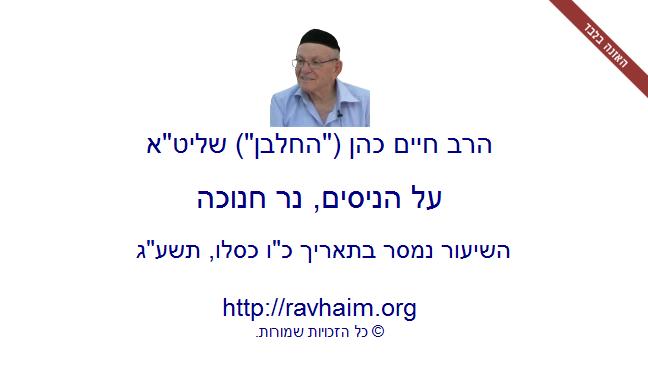 האזנה בלבד
הרב חיים כהן ("החלבן") שליט"א
על הניסים, נר חנוכה
השיעור נמסר בתאריך כ"ו כסלו, תשע"ג
http://ravhaim.org
© כל הזכויות שמורות.